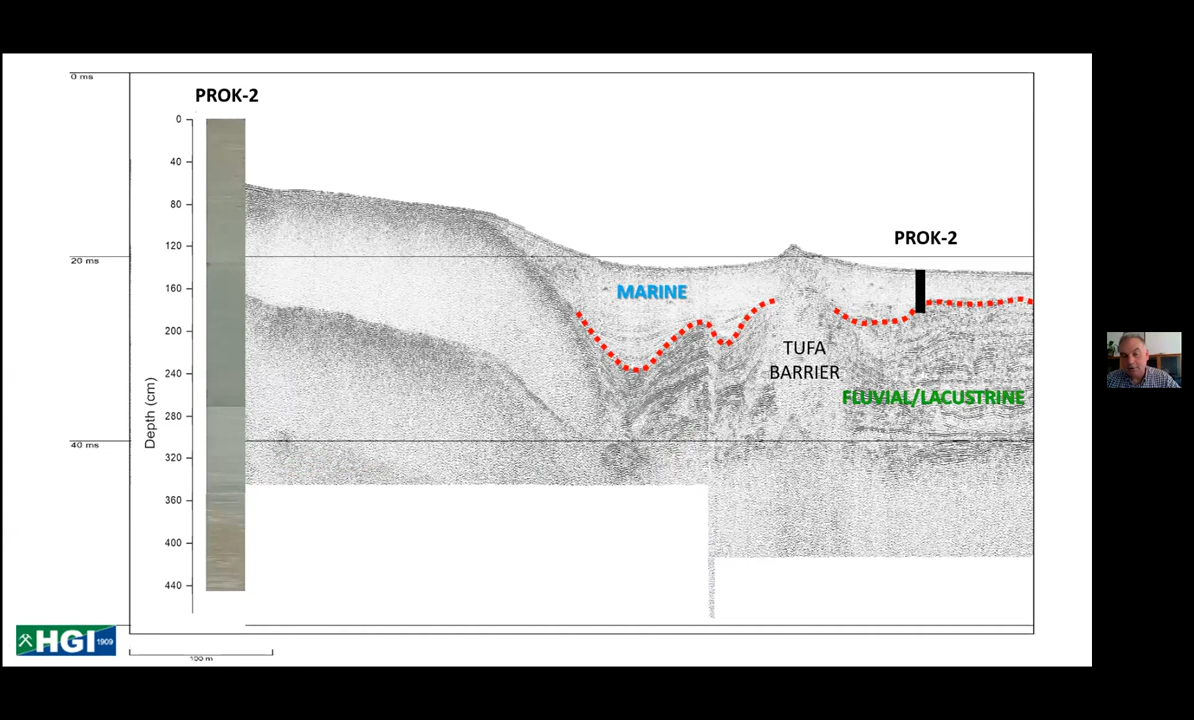 0 ms
PROK-2
0
40
80
120
160
200
240
280
320
360
400
440
Depth (cm)
20 ms
40 ms
PROK-2
MARINE
TUFA
BARRIER
FLUVIAL/LACUSTRINE
HGI 1909
100 m